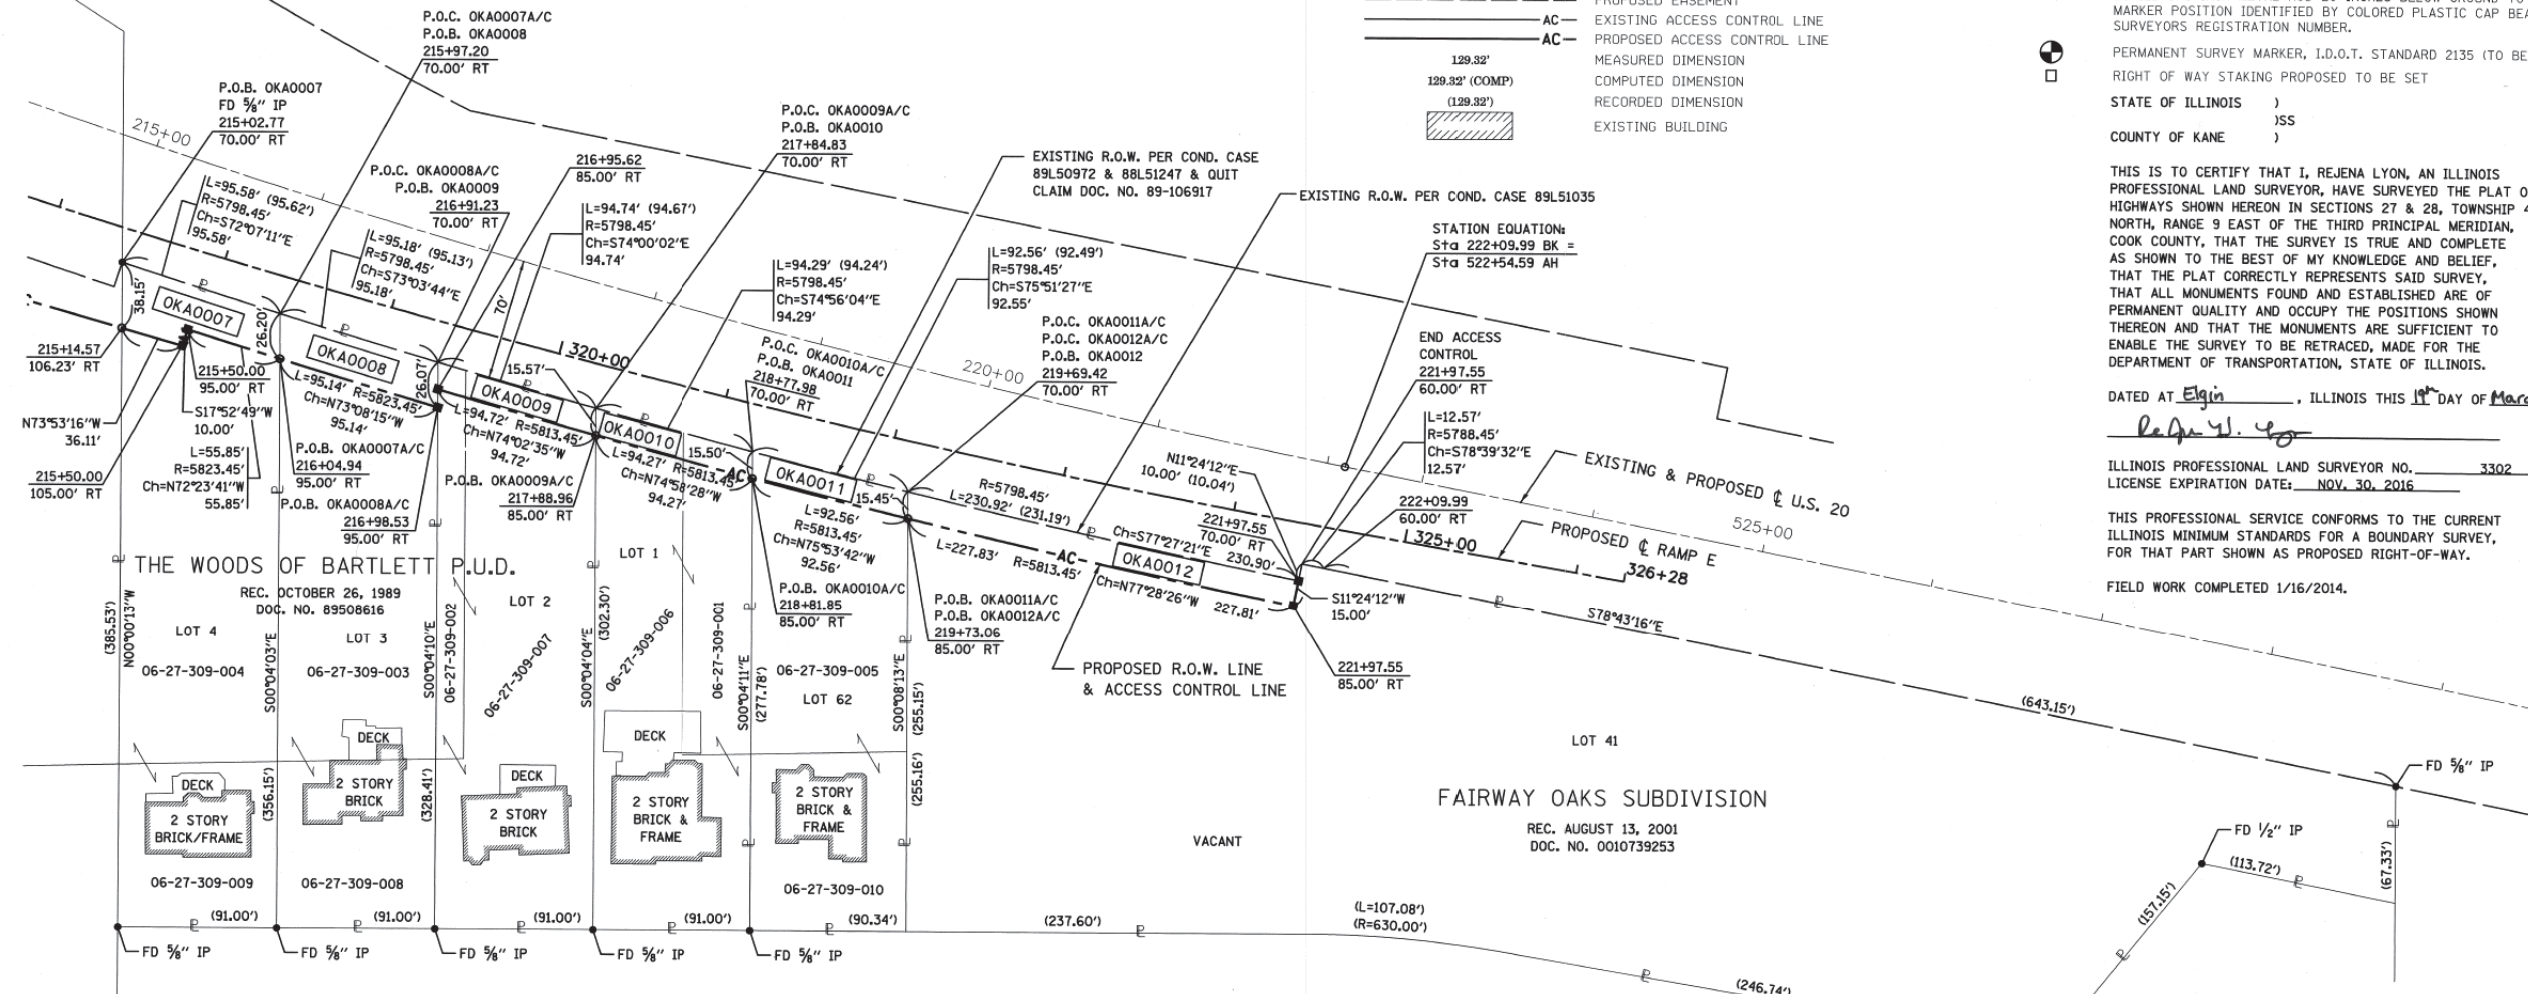 P.O.C. OKA0007A/C
P.O.B. OKA0008
215+97.20
70.00' RT
P.O.B. OKA0007
FD 5/8" IP
215+02.77
70.00' RT
215+00
P.O.C. OKA0008A/C
P.O.B. OKA0009
216+91.23
70.00' RT
216+95.62
85.00' RT
P.O.C. OKA0009A/C
P.O.B. OKA0010
217+84.83
70.00' RT
EXISTING R.O.W. PER COND. CASE
89L50972 & 88L51247 & QUIT
CLAIM DOC. NO. 89-106917
EXISTING R.O.W. PER COND. CASE 89L51035
STATION EQUATION:
Sta 222+09.99 BK =
Sta 522+54.59 AH
PROPOSED EASEMENT
AC EXISTING ACCESS CONTROL LINE
AC PROPOSED ACCESS CONTROL LINE
129.32' MEASURED DIMENSION
129.32' (COMP) COMPUTED DIMENSION
(129.32') RECORDED DIMENSION
EXISTING BUILDING
MARKER POSITION IDENTIFIED BY COLORED PLASTIC CAP BEA
SURVEYORS REGISTRATION NUMBER.
PERMANENT SURVEY MARKER, I.D.O.T. STANDARD 2135 (TO BE
RIGHT OF WAY STAKING PROPOSED TO BE SET
STATE OF ILLINOIS )
)SS
COUNTY OF KANE )
THIS IS TO CERTIFY THAT I, REJENA LYON, AN ILLINOIS
PROFESSIONAL LAND SURVEYOR, HAVE SURVEYED THE PLAT O
HIGHWAYS SHOWN HEREON IN SECTIONS 27 & 28, TOWNSHIP 4
NORTH, RANGE 9 EAST OF THE THIRD PRINCIPAL MERIDIAN,
COOK COUNTY, THAT THE SURVEY IS TRUE AND COMPLETE
AS SHOWN TO THE BEST OF MY KNOWLEDGE AND BELIEF,
THAT THE PLAT CORRECTLY REPRESENTS SAID SURVEY,
THAT ALL MONUMENTS FOUND AND ESTABLISHED ARE OF
PERMANENT QUALITY AND OCCUPY THE POSITIONS SHOWN
THEREON AND THAT THE MONUMENTS ARE SUFFICIENT TO
ENABLE THE SURVEY TO BE RETRACED, MADE FOR THE
DEPARTMENT OF TRANSPORTATION, STATE OF ILLINOIS.
DATED AT Elgin , ILLINOIS THIS 19th DAY OF Marc
ILLINOIS PROFESSIONAL LAND SURVEYOR NO. 3302
LICENSE EXPIRATION DATE: NOV. 30, 2016
THIS PROFESSIONAL SERVICE CONFORMS TO THE CURRENT
ILLINOIS MINIMUM STANDARDS FOR A BOUNDARY SURVEY,
FOR THAT PART SHOWN AS PROPOSED RIGHT-OF-WAY.
FIELD WORK COMPLETED 1/16/2014.
L=95.58' (95.62')
R=5798.45'
Ch=S72°07'11"E
95.58'
L=95.18' (95.13')
R=5798.45'
Ch=S73°03'44"E
95.18'
L=94.74' (94.67')
R=5798.45'
Ch=S74°00'02"E
94.74'
L=94.29' (94.24')
R=5798.45'
Ch=S74°56'04"E
94.29'
L=92.56' (92.49')
R=5798.45'
Ch=S75°51'27"E
92.55'
P.O.C. OKA0011A/C
P.O.C. OKA0012A/C
P.O.B. OKA0012
219+69.42
70.00' RT
P.O.C. OKA0010A/C
P.O.B. OKA0011
218+77.98
70.00' RT
70'
320+00
220+00
END ACCESS
CONTROL
221+97.55
60.00' RT
L=12.57'
R=5788.45'
Ch=S78°39'32"E
12.57'
38.15'
OKA0007
26.20'
OKA0008
26.07'
OKA0009
15.57'
OKA0010
15.50'
AC
OKA0011
15.45'
215+14.57
106.23' RT
215+50.00
95.00' RT
N73°53'16"W
36.11'
S17°52'49"W
10.00'
215+50.00
105.00' RT
L=55.85'
R=5823.45'
Ch=N72°23'41"W
55.85'
L=95.14' R=5823.45'
Ch=N73°08'15"W
95.14'
P.O.B. OKA0007A/C
216+04.94
95.00' RT
P.O.B. OKA0008A/C
216+98.53
95.00' RT
L=94.72' R=5813.45'
Ch=N74°02'35"W
94.72'
P.O.B. OKA0009A/C
217+88.96
85.00' RT
L=94.27' R=5813.45'
Ch=N74°58'28"W
94.27'
L=92.56'
R=5813.45'
Ch=N75°53'42"W
92.56'
P.O.B. OKA0010A/C
218+81.85
85.00' RT
R=5798.45'
L=230.92' (231.19')
Ch=S77°27'21"E 230.90'
L=227.83' R=5813.45'
AC
OKA0012
Ch=N77°28'26"W 227.81'
N11°24'12"E
10.00' (10.04')
221+97.55
70.00' RT
222+09.99
60.00' RT
EXISTING & PROPOSED ℄ U.S. 20
525+00
325+00
PROPOSED ℄ RAMP E
326+28
S11°24'12"W
15.00'
S78°43'16"E
221+97.55
85.00' RT
P.O.B. OKA0011A/C
P.O.B. OKA0012A/C
219+73.06
85.00' RT
PROPOSED R.O.W. LINE
& ACCESS CONTROL LINE
(643.15')
THE WOODS OF BARTLETT P.U.D.
REC. OCTOBER 26, 1989
DOC. NO. 89508616
LOT 4
06-27-309-004
LOT 3
06-27-309-003
LOT 2
06-27-309-002
06-27-309-007
LOT 1
06-27-309-006
06-27-309-001
06-27-309-005
LOT 62
(385.53')
N00°00'13"W
S00°04'03"E
(356.15')
S00°04'10"E
(328.41')
S00°04'04"E
(302.30')
S00°04'11"E
(277.78')
S00°08'13"E
(255.15')
(255.16')
DECK
2 STORY
BRICK/FRAME
DECK
2 STORY
BRICK
DECK
2 STORY
BRICK
DECK
2 STORY
BRICK &
FRAME
2 STORY
BRICK &
FRAME
06-27-309-009
06-27-309-008
06-27-309-010
LOT 41
FAIRWAY OAKS SUBDIVISION
REC. AUGUST 13, 2001
DOC. NO. 0010739253
VACANT
FD 5/8" IP
FD 1/2" IP
(113.72')
(67.33')
(157.15')
(91.00')
(91.00')
(91.00')
(91.00')
(90.34')
(237.60')
(L=107.08')
(R=630.00')
(246.74')
FD 5/8" IP
FD 5/8" IP
FD 5/8" IP
FD 5/8" IP
FD 5/8" IP